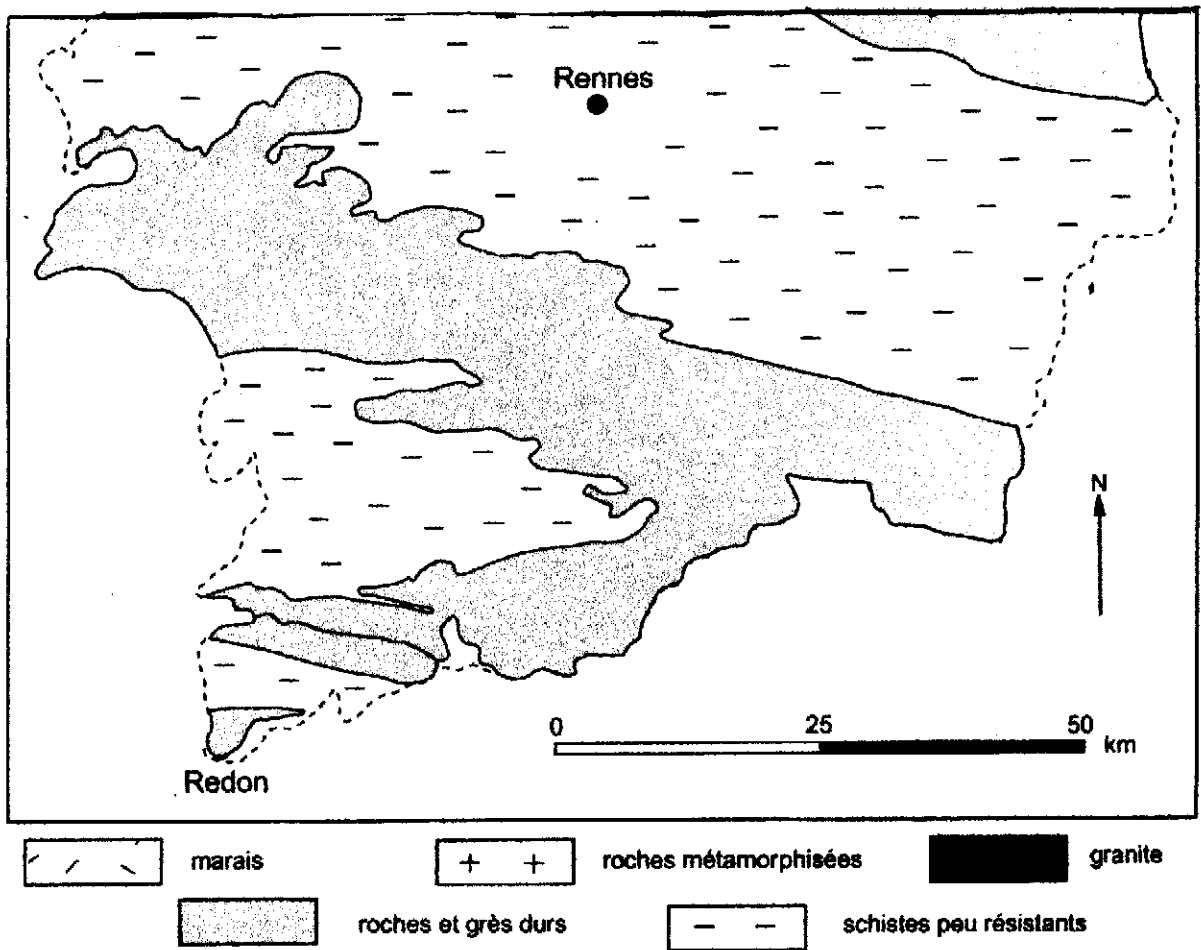 Rennes
N
0 25 50
km
Redon
marais
roches métamorphisées
granite
roches et grès durs
schistes peu résistants